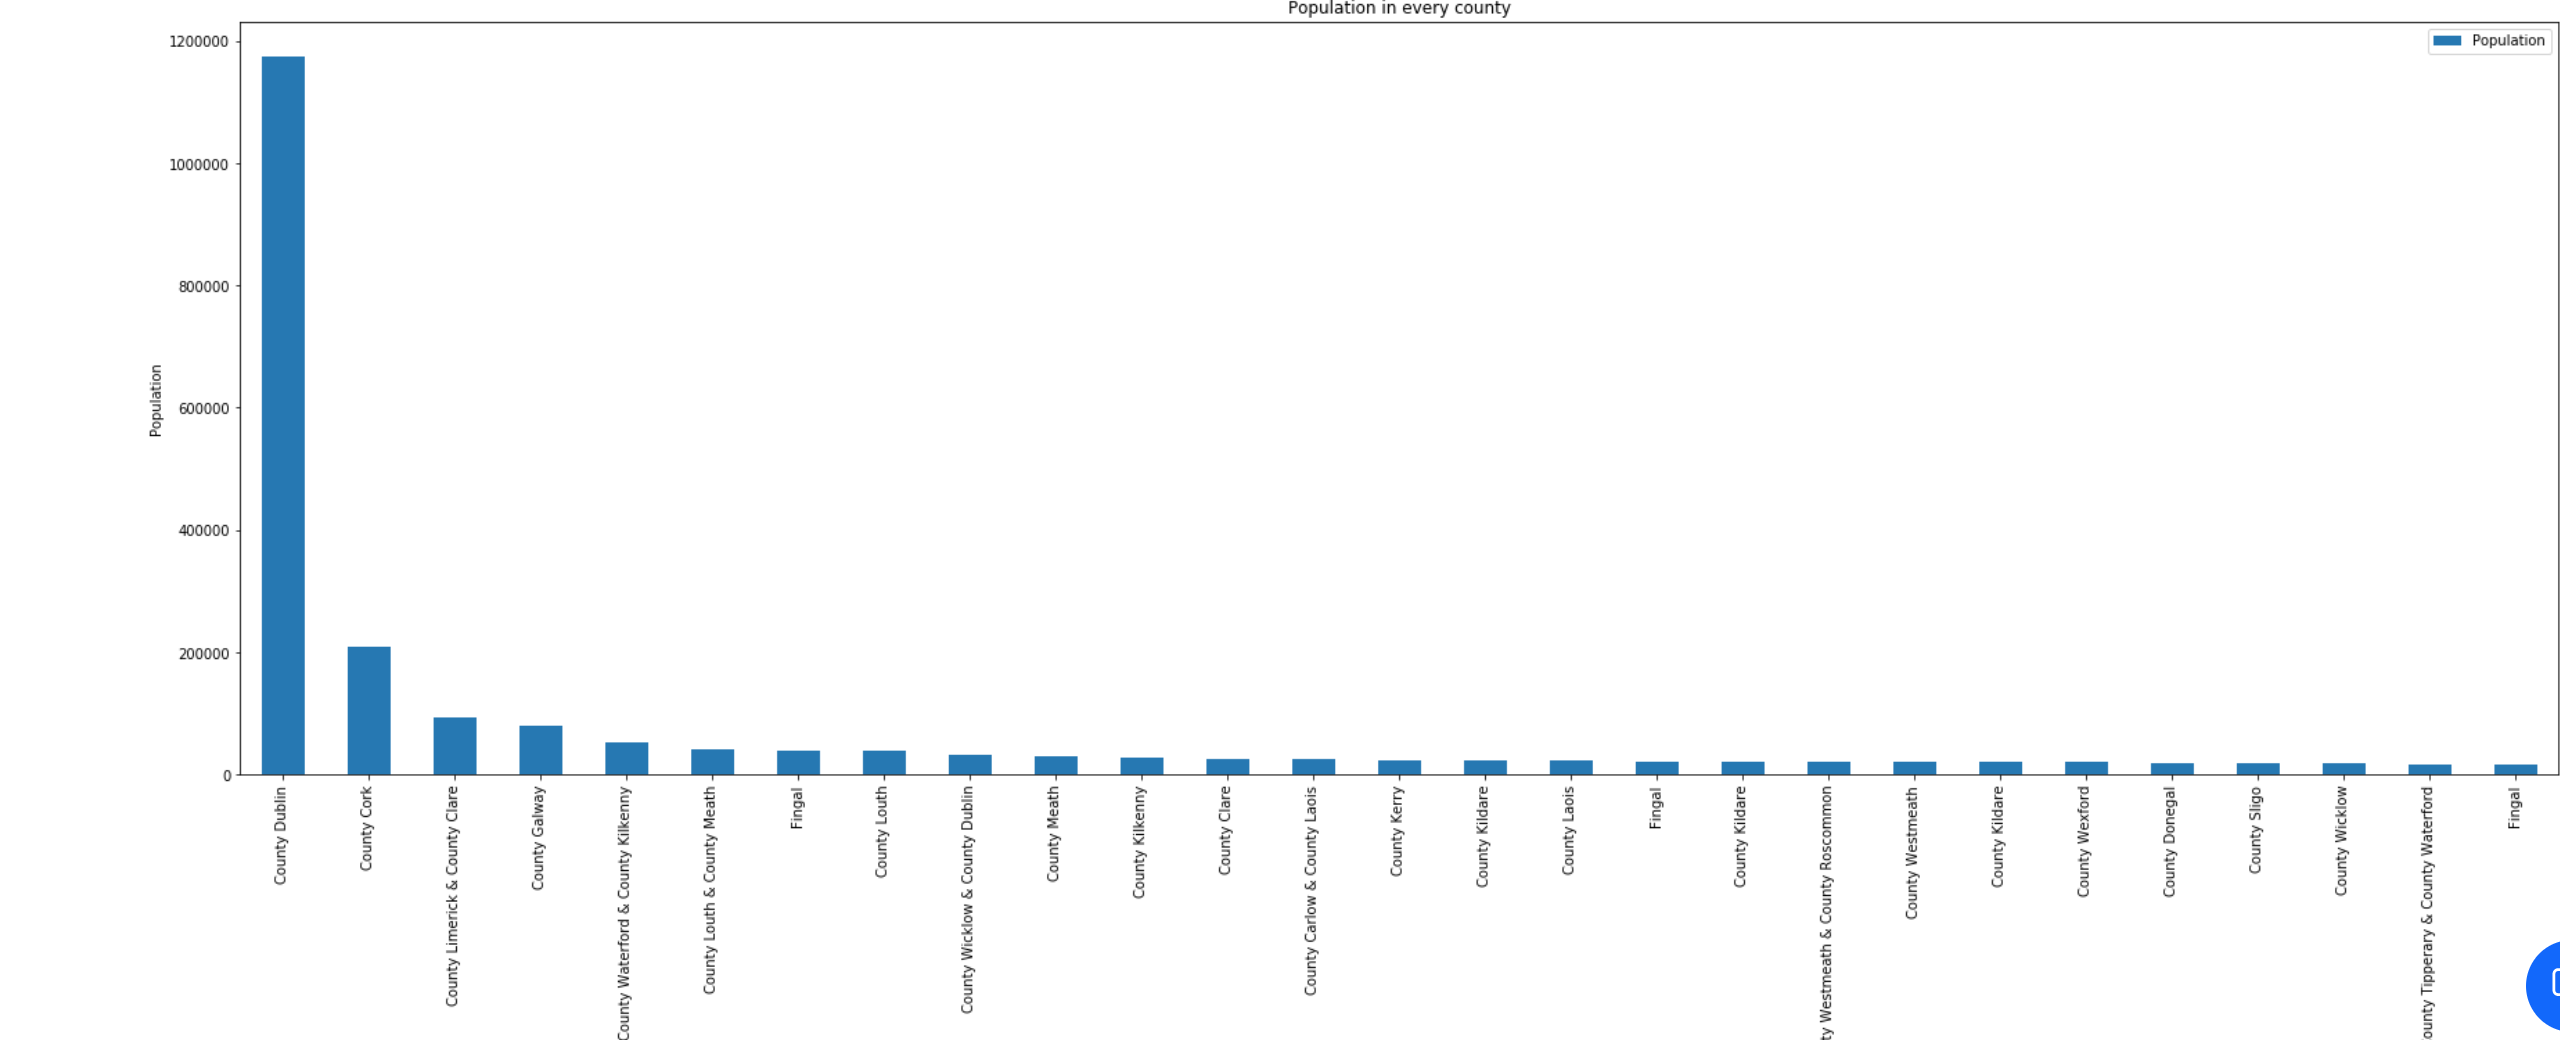 Population in every county
Population
1200000
1000000
800000
600000
400000
200000
0
Population
County Dublin
County Cork
County Limerick & County Clare
County Galway
County Waterford & County Kilkenny
County Louth & County Meath
Fingal
County Louth
County Wicklow & County Dublin
County Meath
County Kilkenny
County Clare
County Carlow & County Laois
County Kerry
County Kildare
County Laois
Fingal
County Kildare
ty Westmeath & County Roscommon
County Westmeath
County Kildare
County Wexford
County Donegal
County Sligo
County Wicklow
ounty Tipperary & County Waterford
Fingal